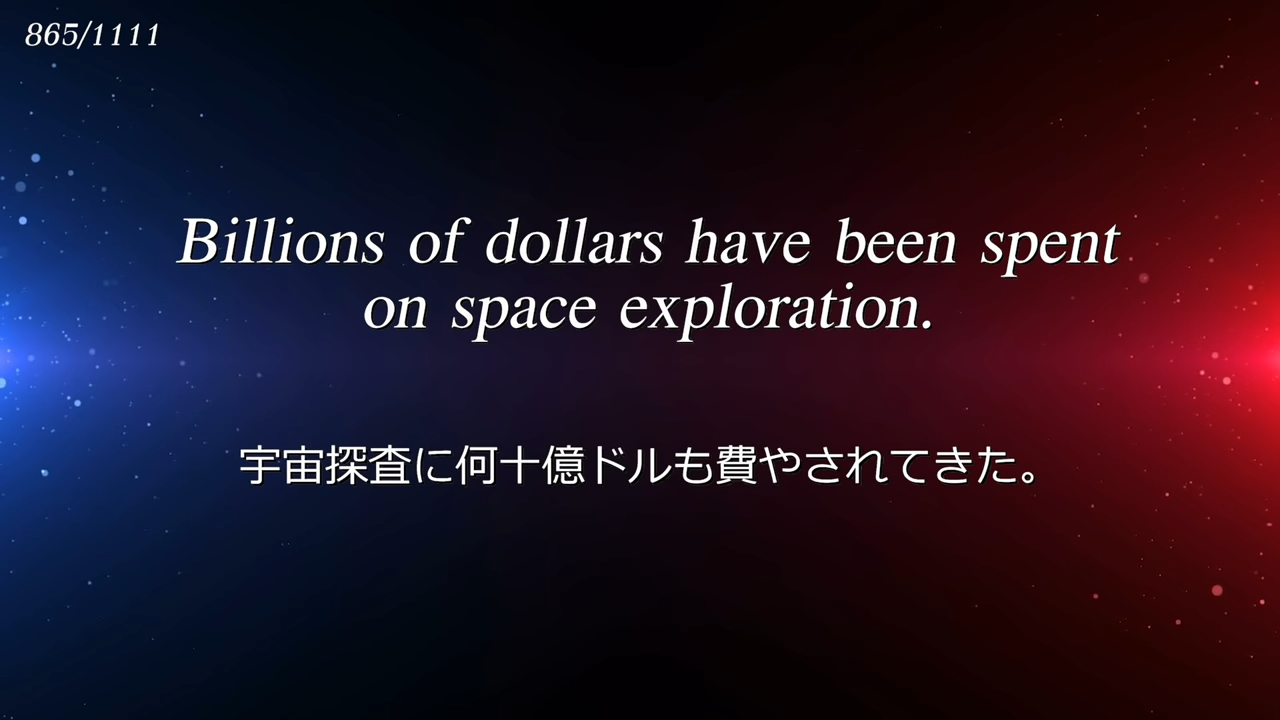 865/1111
Billions of dollars have been spent
on space exploration.
宇宙探査に何十億ドルも費やされてきた。